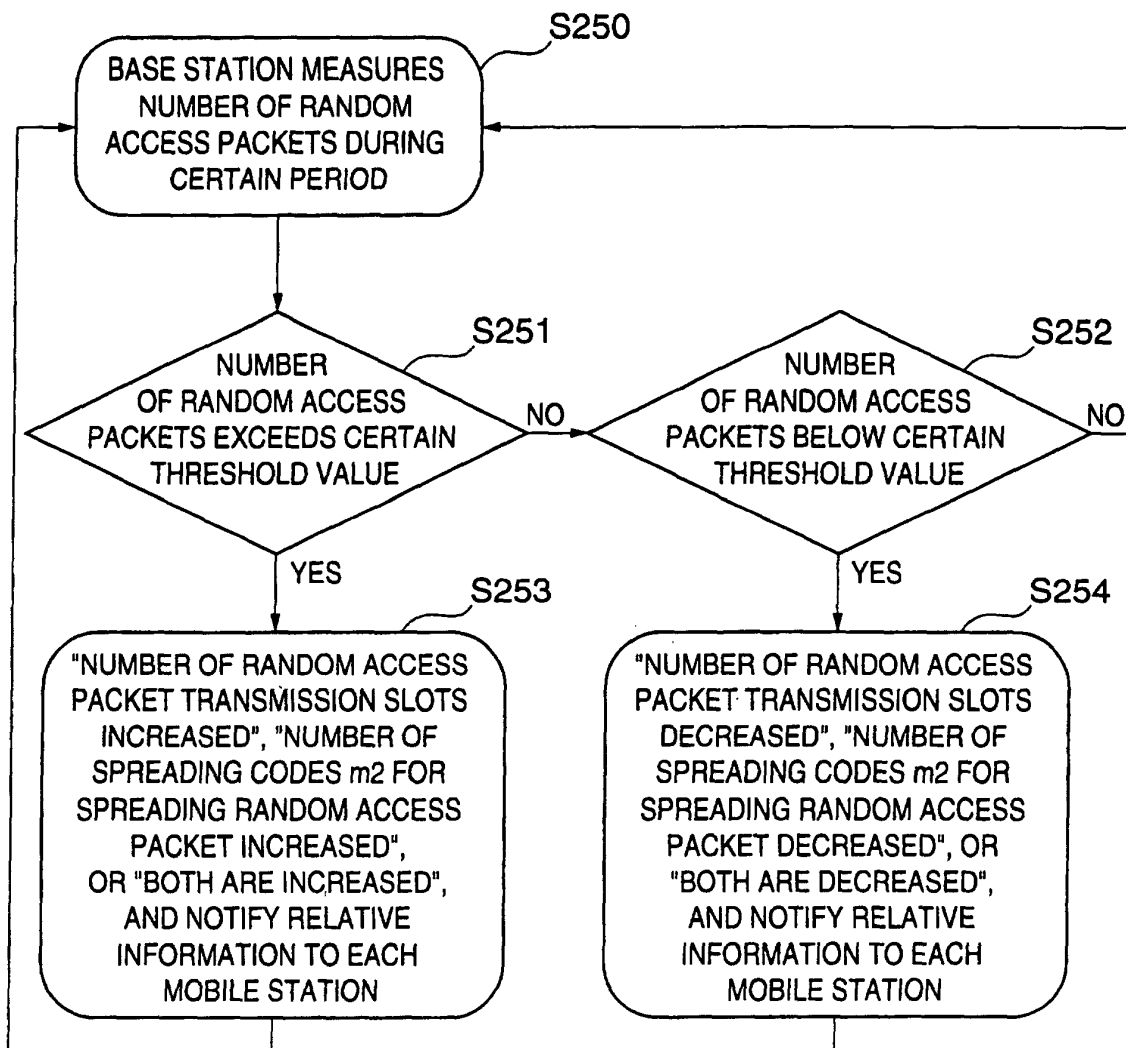 S250
BASE STATION MEASURES
NUMBER OF RANDOM
ACCESS PACKETS DURING
CERTAIN PERIOD
S251
NUMBER
OF RANDOM ACCESS
PACKETS EXCEEDS CERTAIN
THRESHOLD VALUE
NO
YES
S252
NUMBER
OF RANDOM ACCESS
PACKETS BELOW CERTAIN
THRESHOLD VALUE
NO
YES
S253
"NUMBER OF RANDOM ACCESS
PACKET TRANSMISSION SLOTS
INCREASED", "NUMBER OF
SPREADING CODES m2 FOR
SPREADING RANDOM ACCESS
PACKET INCREASED",
OR "BOTH ARE INCREASED",
AND NOTIFY RELATIVE
INFORMATION TO EACH
MOBILE STATION
S254
"NUMBER OF RANDOM ACCESS
PACKET TRANSMISSION SLOTS
DECREASED", "NUMBER OF
SPREADING CODES m2 FOR
SPREADING RANDOM ACCESS
PACKET DECREASED", OR
"BOTH ARE DECREASED",
AND NOTIFY RELATIVE
INFORMATION TO EACH
MOBILE STATION